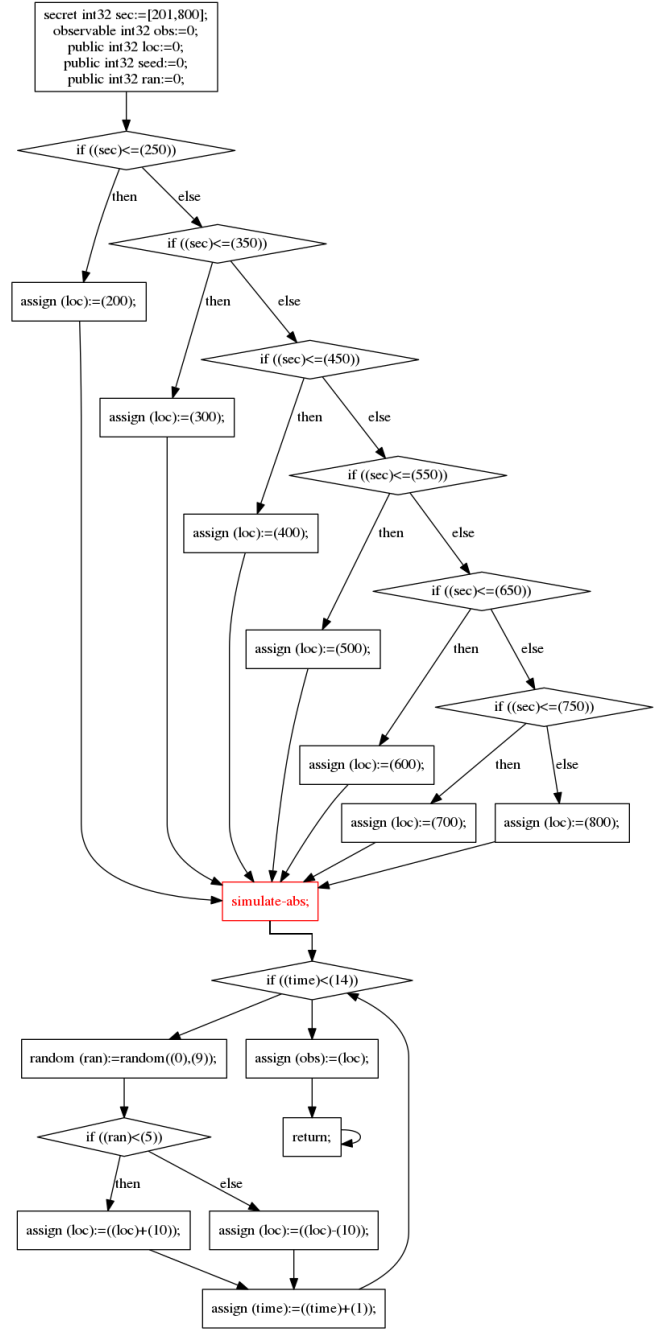 secret int32 sec:=[201,800];
observable int32 obs:=0;
public int32 loc:=0;
public int32 seed:=0;
public int32 ran:=0;
if ((sec)<=(250))
then
else
if ((sec)<=(350))
assign (loc):=(200);
then
else
if ((sec)<=(450))
assign (loc):=(300);
then
else
if ((sec)<=(550))
assign (loc):=(400);
then
else
if ((sec)<=(650))
assign (loc):=(500);
then
else
if ((sec)<=(750))
assign (loc):=(600);
then
else
assign (loc):=(700);
assign (loc):=(800);
simulate-abs;
if ((time)<(14))
random (ran):=random((0),(9));
assign (obs):=(loc);
if ((ran)<(5))
return;
then
else
assign (loc):=((loc)+(10));
assign (loc):=((loc)-(10));
assign (time):=((time)+(1));